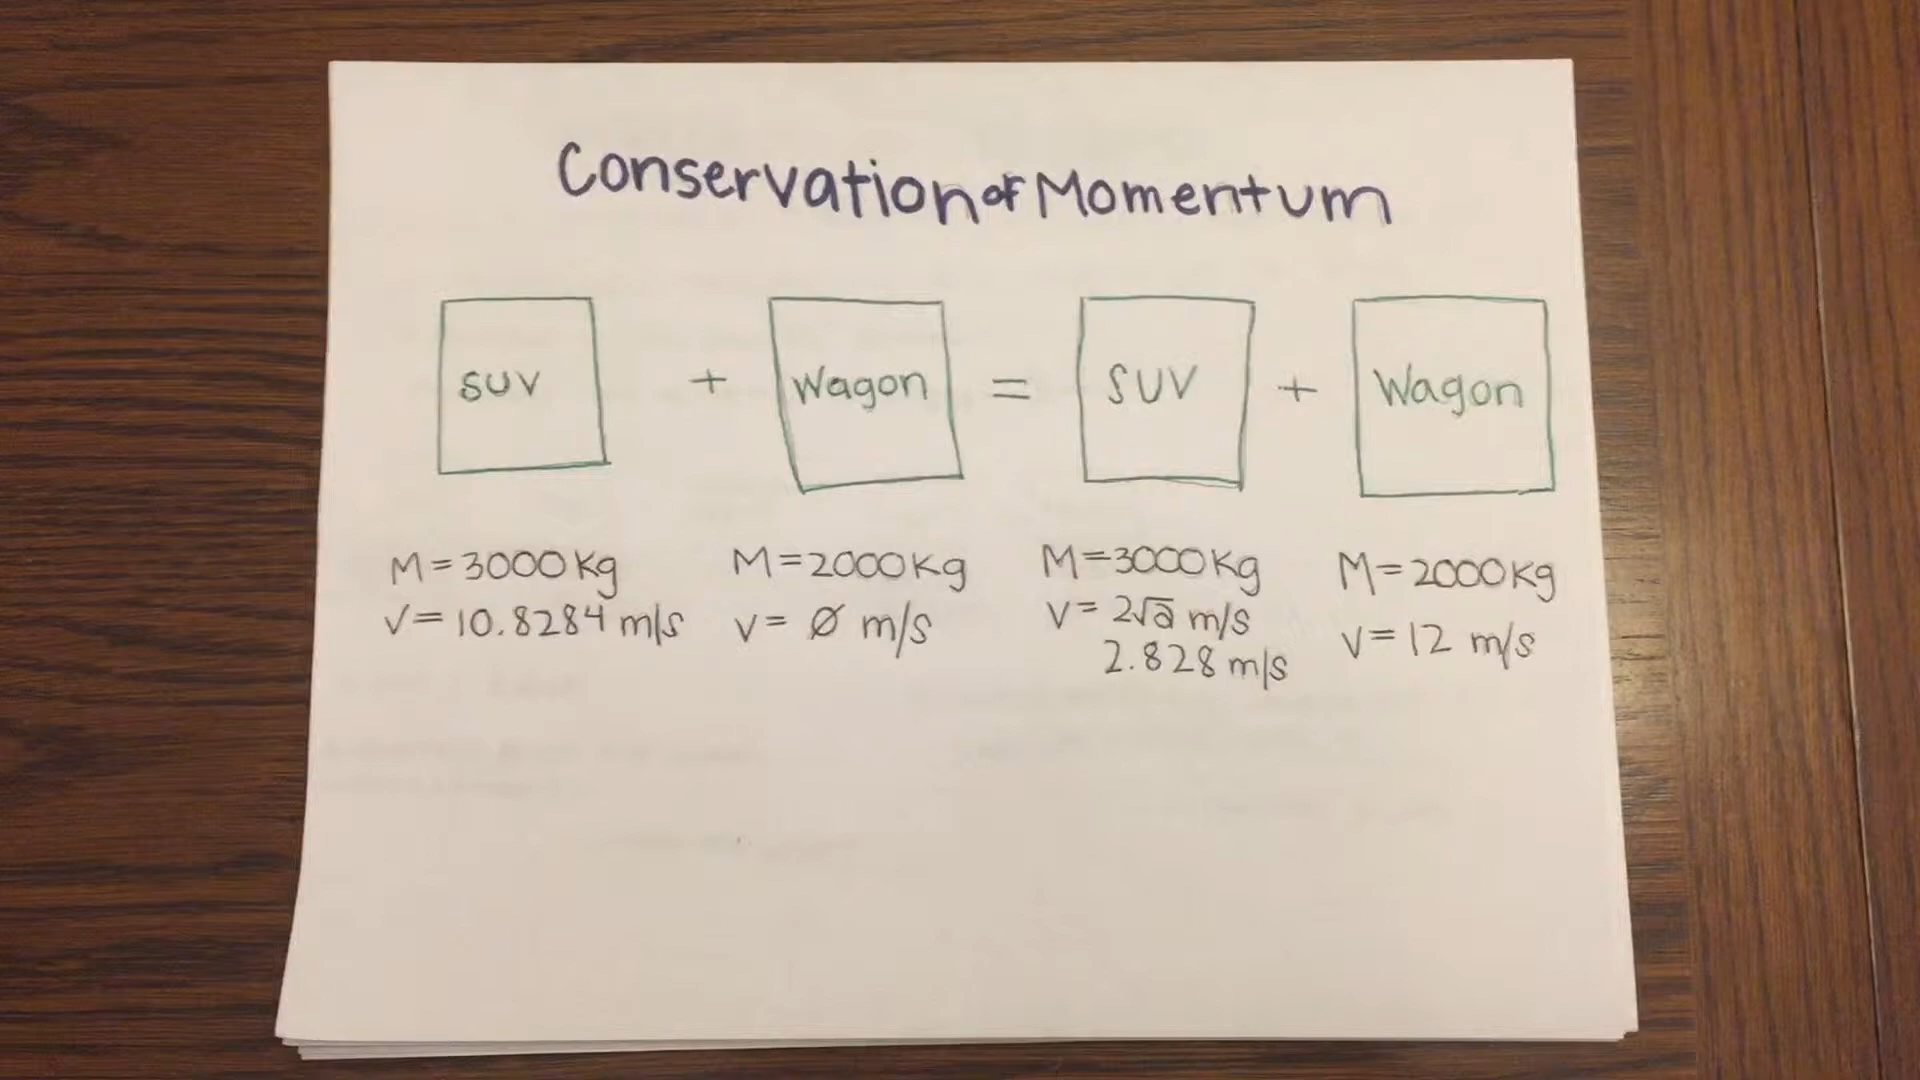 Conservation of Momentum
SUV + Wagon = SUV + Wagon
M=3000kg
V=10.8284 m/s
M=2000kg
V=Ø m/s
M=3000kg
V=2√2 m/s
2.828 m/s
M=2000kg
V=12 m/s